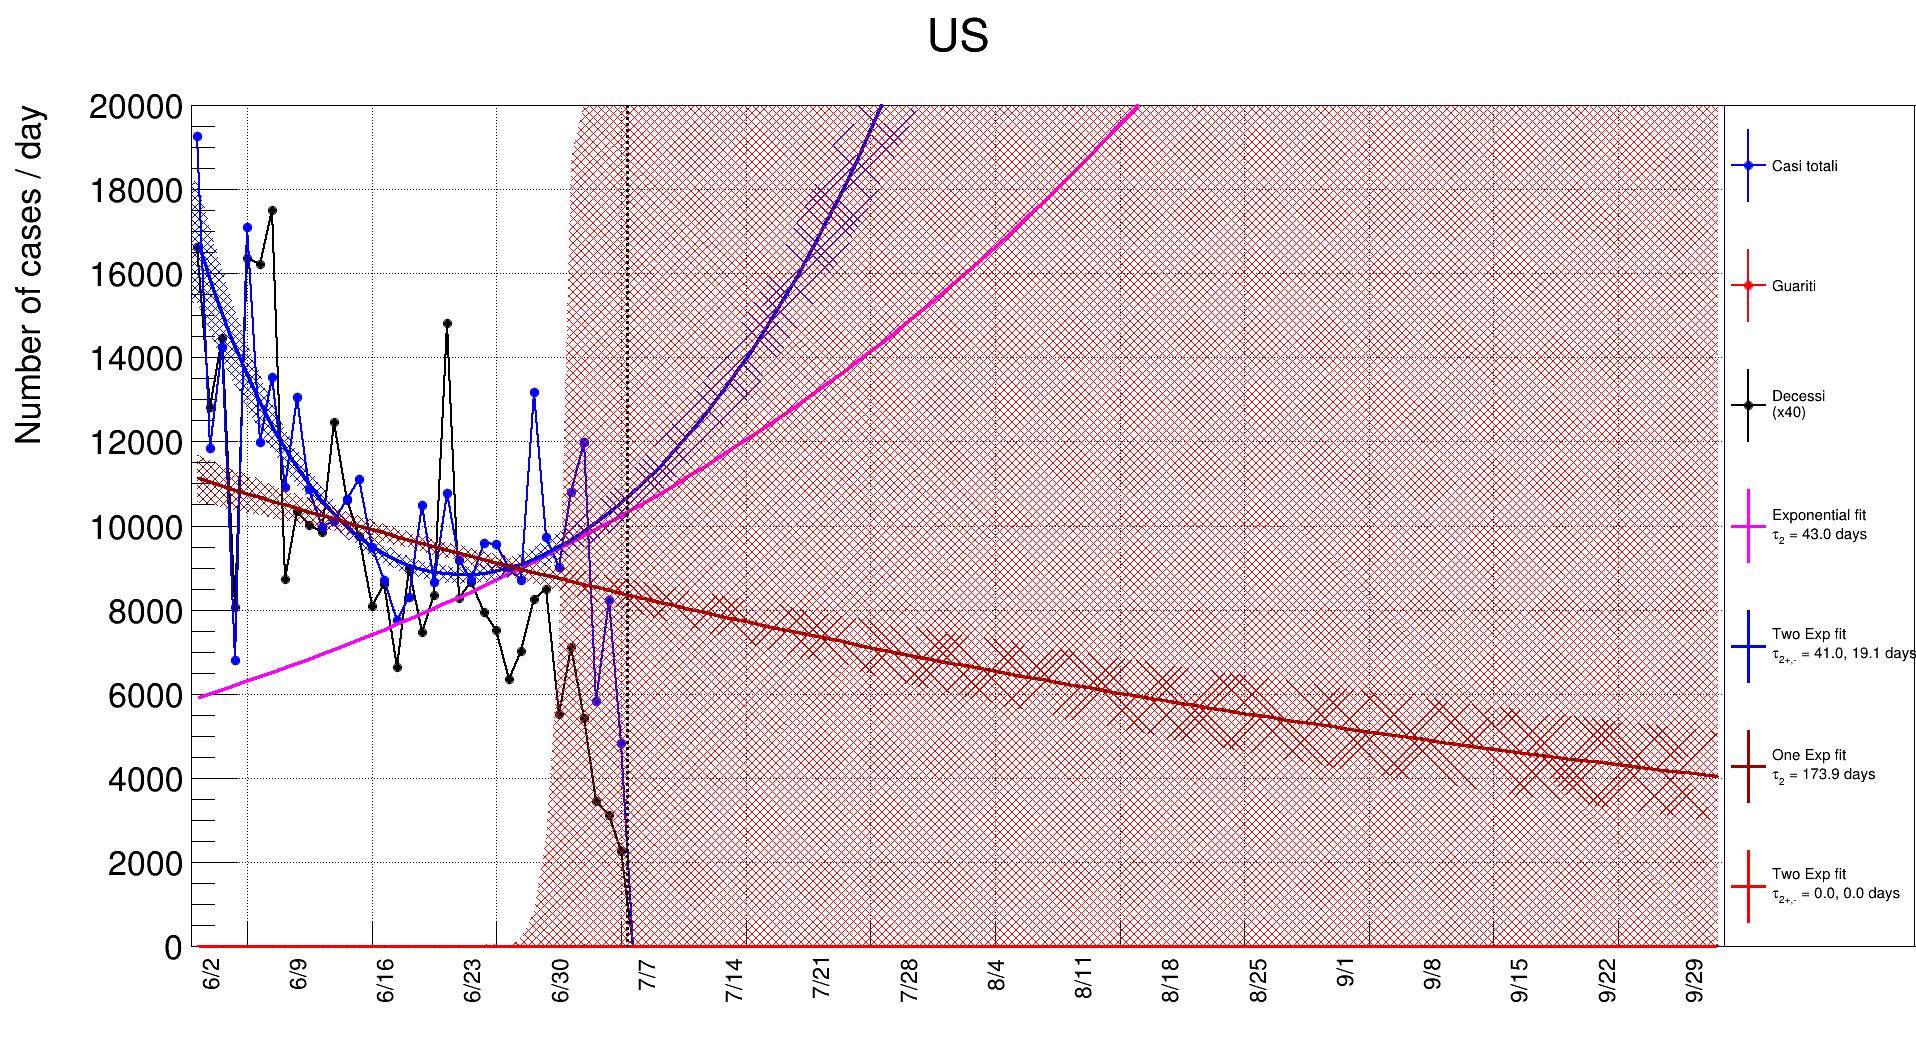 US
Number of cases / day
20000
18000
16000
14000
12000
10000
8000
6000
4000
2000
0
6/2
6/9
6/16
6/23
6/30
7/7
7/14
7/21
7/28
8/4
8/11
8/18
8/25
9/1
9/8
9/15
9/22
9/29
Casi totali
Guariti
Decessi
(x40)
Exponential fit
τ2 = 43.0 days
Two Exp fit
τ2+,- = 41.0, 19.1 days
One Exp fit
τ2 = 173.9 days
Two Exp fit
τ2+,- = 0.0, 0.0 days